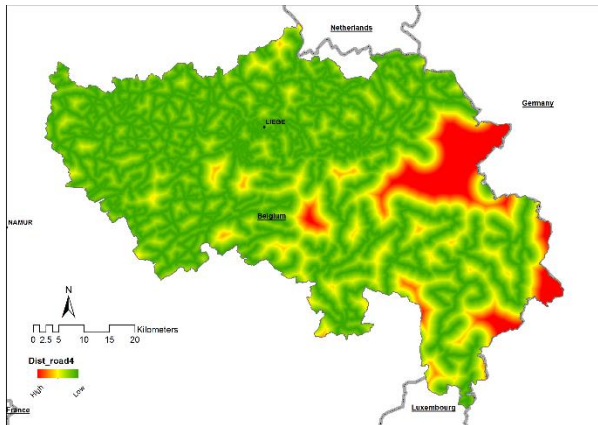 Netherlands
Germany
LIEGE
NAMUR
Belgium
N
Kilometers
0 2.5 5 10 15 20
Dist_road4
High Low
Luxembourg
France